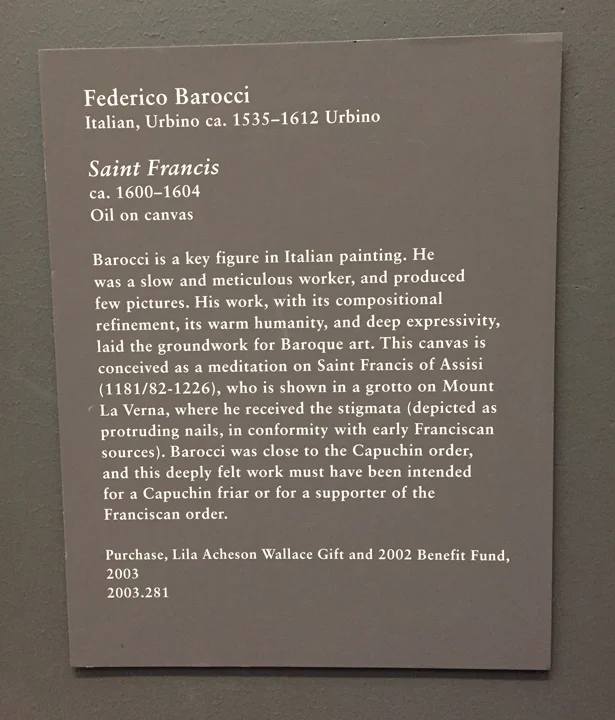 Federico Barocci
Italian, Urbino ca. 1535–1612 Urbino
Saint Francis
ca. 1600–1604
Oil on canvas
Barocci is a key figure in Italian painting. He
was a slow and meticulous worker, and produced
few pictures. His work, with its compositional
refinement, its warm humanity, and deep expressivity,
laid the groundwork for Baroque art. This canvas is
conceived as a meditation on Saint Francis of Assisi
(1181/82-1226), who is shown in a grotto on Mount
La Verna, where he received the stigmata (depicted as
protruding nails, in conformity with early Franciscan
sources). Barocci was close to the Capuchin order,
and this deeply felt work must have been intended
for a Capuchin friar or for a supporter of the
Franciscan order.
Purchase, Lila Acheson Wallace Gift and 2002 Benefit Fund,
2003
2003.281